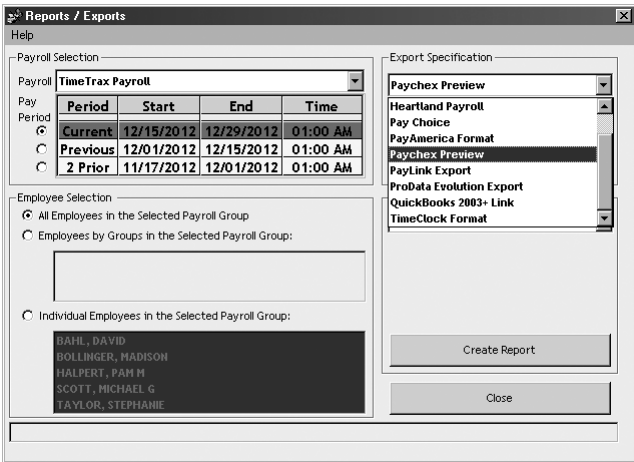 Reports / Exports
Help
Payroll Selection
Payroll TimeTrax Payroll
Pay Period
Period Start End Time
Current 12/15/2012 12/29/2012 01:00 AM
Previous 12/01/2012 12/15/2012 01:00 AM
2 Prior 11/17/2012 12/01/2012 01:00 AM
Employee Selection
All Employees in the Selected Payroll Group
Employees by Groups in the Selected Payroll Group:
Individual Employees in the Selected Payroll Group:
BAHL, DAVID
BOLLINGER, MADISON
HALPERT, PAM M
SCOTT, MICHAEL G
TAYLOR, STEPHANIE
Export Specification
Paychex Preview
Heartland Payroll
Pay Choice
PayAmerica Format
Paychex Preview
PayLink Export
ProData Evolution Export
QuickBooks 2003+ Link
TimeClock Format
Create Report
Close